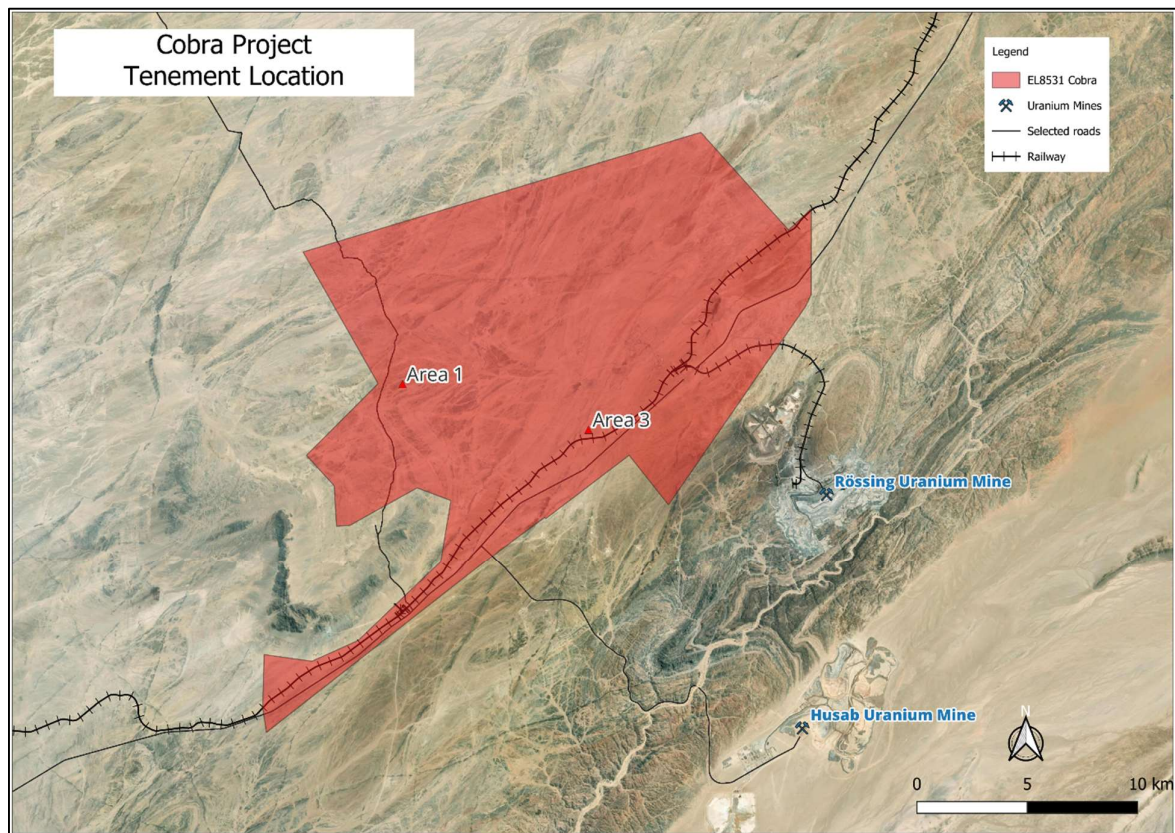 Cobra Project
Tenement Location
Legend
EL8531 Cobra
Uranium Mines
Selected roads
Railway
Area 1
Area 3
Rössing Uranium Mine
Husab Uranium Mine
N
0 5 10 km